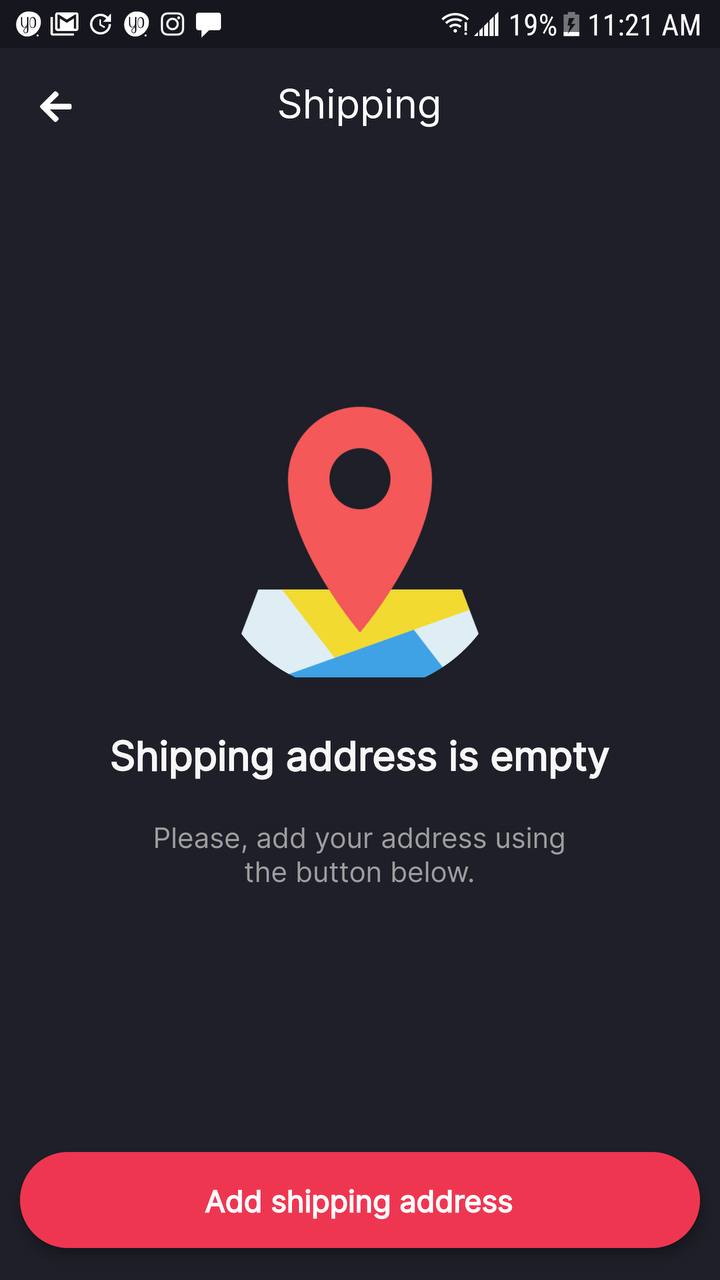 19% 11:21 AM
Shipping
Shipping address is empty
Please, add your address using
the button below.
Add shipping address